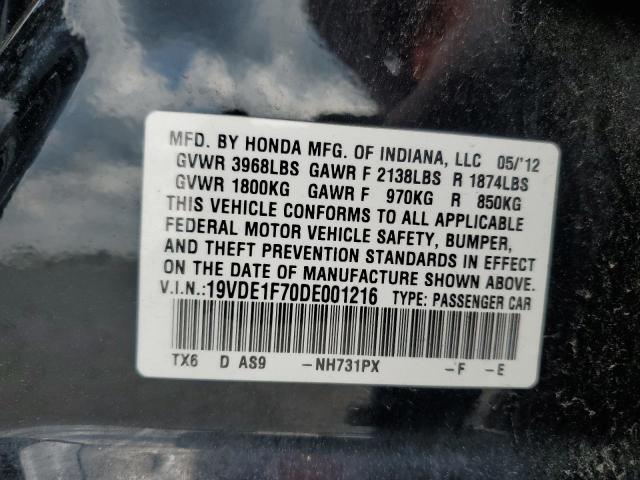 MFD. BY HONDA MFG. OF INDIANA, LLC 05/'12
GVWR 3968LBS GAWR F 2138LBS R 1874LBS
GVWR 1800KG GAWR F 970KG R 850KG
THIS VEHICLE CONFORMS TO ALL APPLICABLE
FEDERAL MOTOR VEHICLE SAFETY, BUMPER,
AND THEFT PREVENTION STANDARDS IN EFFECT
ON THE DATE OF MANUFACTURE SHOWN ABOVE.
V.I.N.:19VDE1F70DE001216 TYPE: PASSENGER CAR
TX6 D AS9 -NH731PX -F -E